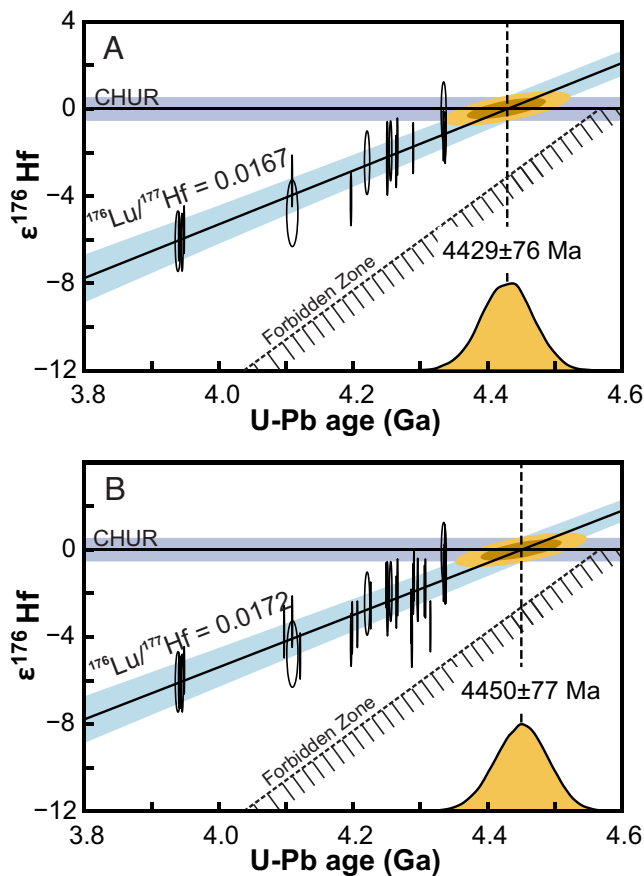 A
4
0
−4
−8
−12
ε¹⁷⁶Hf
CHUR
¹⁷⁶Lu/¹⁷⁷Hf = 0.0167
Forbidden Zone
4429±76 Ma
3.8 4.0 4.2 4.4 4.6
U-Pb age (Ga)
B
0
−4
−8
−12
ε¹⁷⁶Hf
CHUR
¹⁷⁶Lu/¹⁷⁷Hf = 0.0172
Forbidden Zone
4450±77 Ma
3.8 4.0 4.2 4.4 4.6
U-Pb age (Ga)